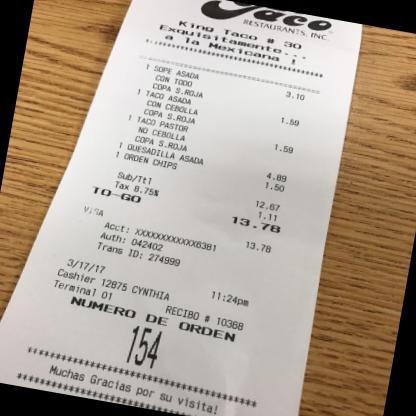 Taco
RESTAURANTS, INC.
King Taco # 30
Exquisitamente...
a la Mexicana !
1 SOPE ASADA 3.10
CON TODO
COPA S.ROJA
1 TACO ASADA 1.59
CON CEBOLLA
COPA S.ROJA
1 TACO PASTOR 1.59
NO CEBOLLA
COPA S.ROJA
1 QUESADILLA ASADA 4.89
1 ORDEN CHIPS 1.50
Sub/Ttl 12.67
Tax 8.75% 1.11
TO-GO 13.78
VISA 13.78
Acct: XXXXXXXXXXXX6381
Auth: 042402
Trans ID: 274999
3/17/17 11:24pm
Cashier 12875 CYNTHIA
Terminal 01 RECIBO # 10368
NUMERO DE ORDEN
154
Muchas Gracias por su visita!